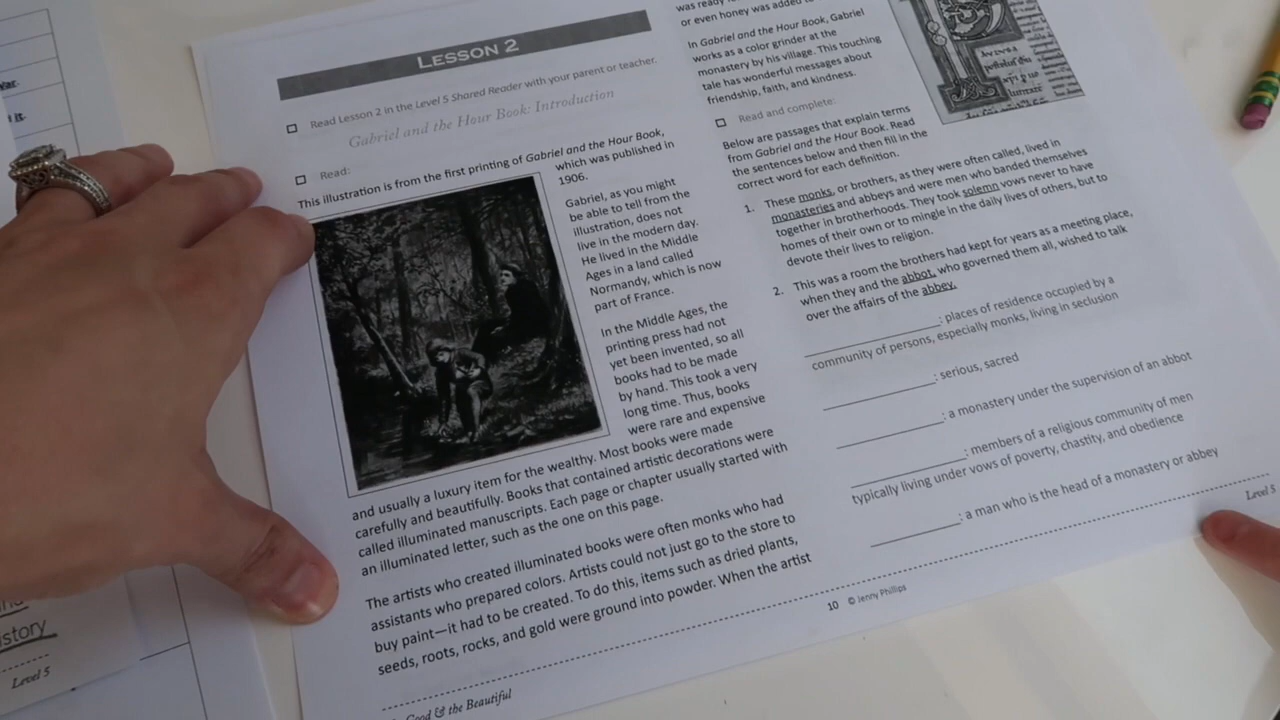 LESSON 2
Read Lesson 2 in the Level 5 Shared Reader with your parent or teacher.
Gabriel and the Hour Book: Introduction
Read:
This illustration is from the first printing of Gabriel and the Hour Book,
which was published in
1906.
Gabriel, as you might
be able to tell from the
illustration, does not
live in the modern day.
He lived in the Middle
Ages in a land called
Normandy, which is now
part of France.
In the Middle Ages, the
printing press had not
yet been invented, so all
books had to be made
by hand. This took a very
long time. Thus, books
were rare and expensive
and usually a luxury item for the wealthy. Most books were made
carefully and beautifully. Books that contained artistic decorations were
called illuminated manuscripts. Each page or chapter usually started with
an illuminated letter, such as the one on this page.
The artists who created illuminated books were often monks who had
assistants who prepared colors. Artists could not just go to the store to
buy paint—it had to be created. To do this, items such as dried plants,
seeds, roots, rocks, and gold were ground into powder. When the artist
was ready
or even honey was added to
In Gabriel and the Hour Book, Gabriel
works as a color grinder at the
monastery by his village. This touching
tale has wonderful messages about
friendship, faith, and kindness.
Read and complete:
Below are passages that explain terms
from Gabriel and the Hour Book. Read
the sentences below and then fill in the
correct word for each definition.
1. These monks, or brothers, as they were often called, lived in
monasteries and abbeys and were men who banded themselves
together in brotherhoods. They took solemn vows never to have
homes of their own or to mingle in the daily lives of others, but to
devote their lives to religion.
2. This was a room the brothers had kept for years as a meeting place,
when they and the abbot, who governed them all, wished to talk
over the affairs of the abbey.
: places of residence occupied by a
community of persons, especially monks, living in seclusion
: serious, sacred
: a monastery under the supervision of an abbot
: members of a religious community of men
typically living under vows of poverty, chastity, and obedience
: a man who is the head of a monastery or abbey
Level 5
10 © Jenny Phillips
Good & the Beautiful
Level 5